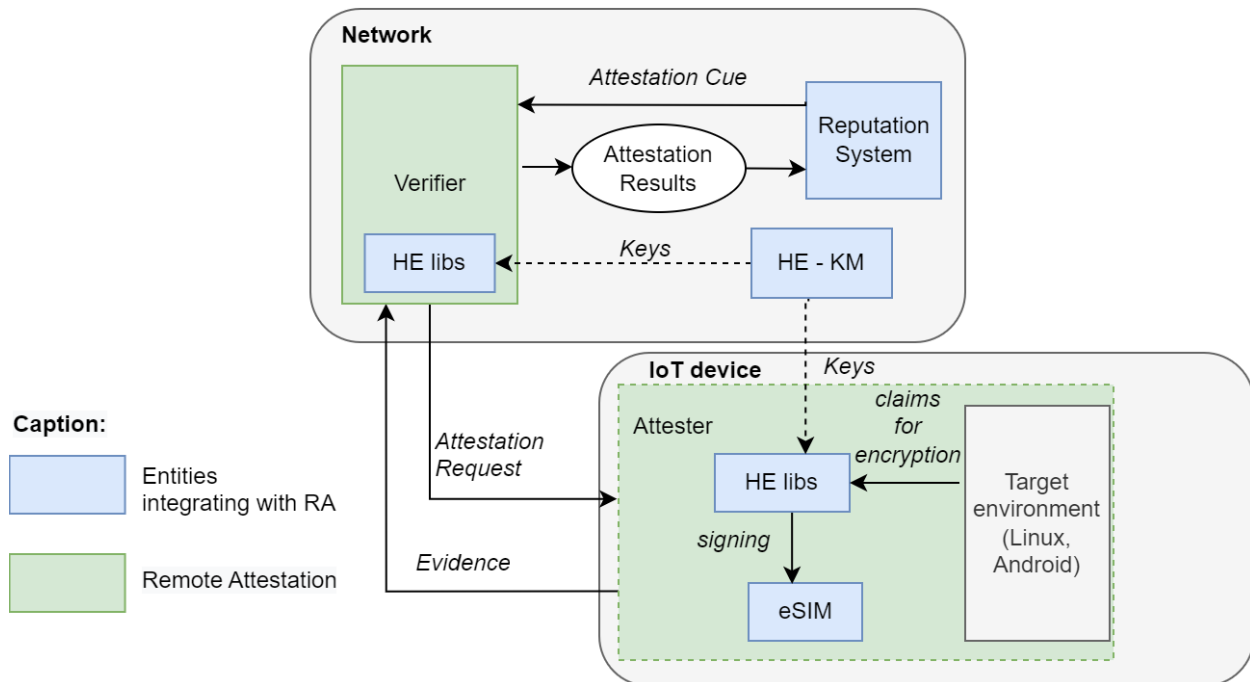 Network
Attestation Cue
Reputation
System
Attestation
Results
Verifier
HE libs
Keys
HE - KM
IoT device
Keys
Attester
claims
for
encryption
HE libs
Target
environment
(Linux,
Android)
signing
eSIM
Attestation
Request
Evidence
Caption:
Entities
integrating with RA
Remote Attestation